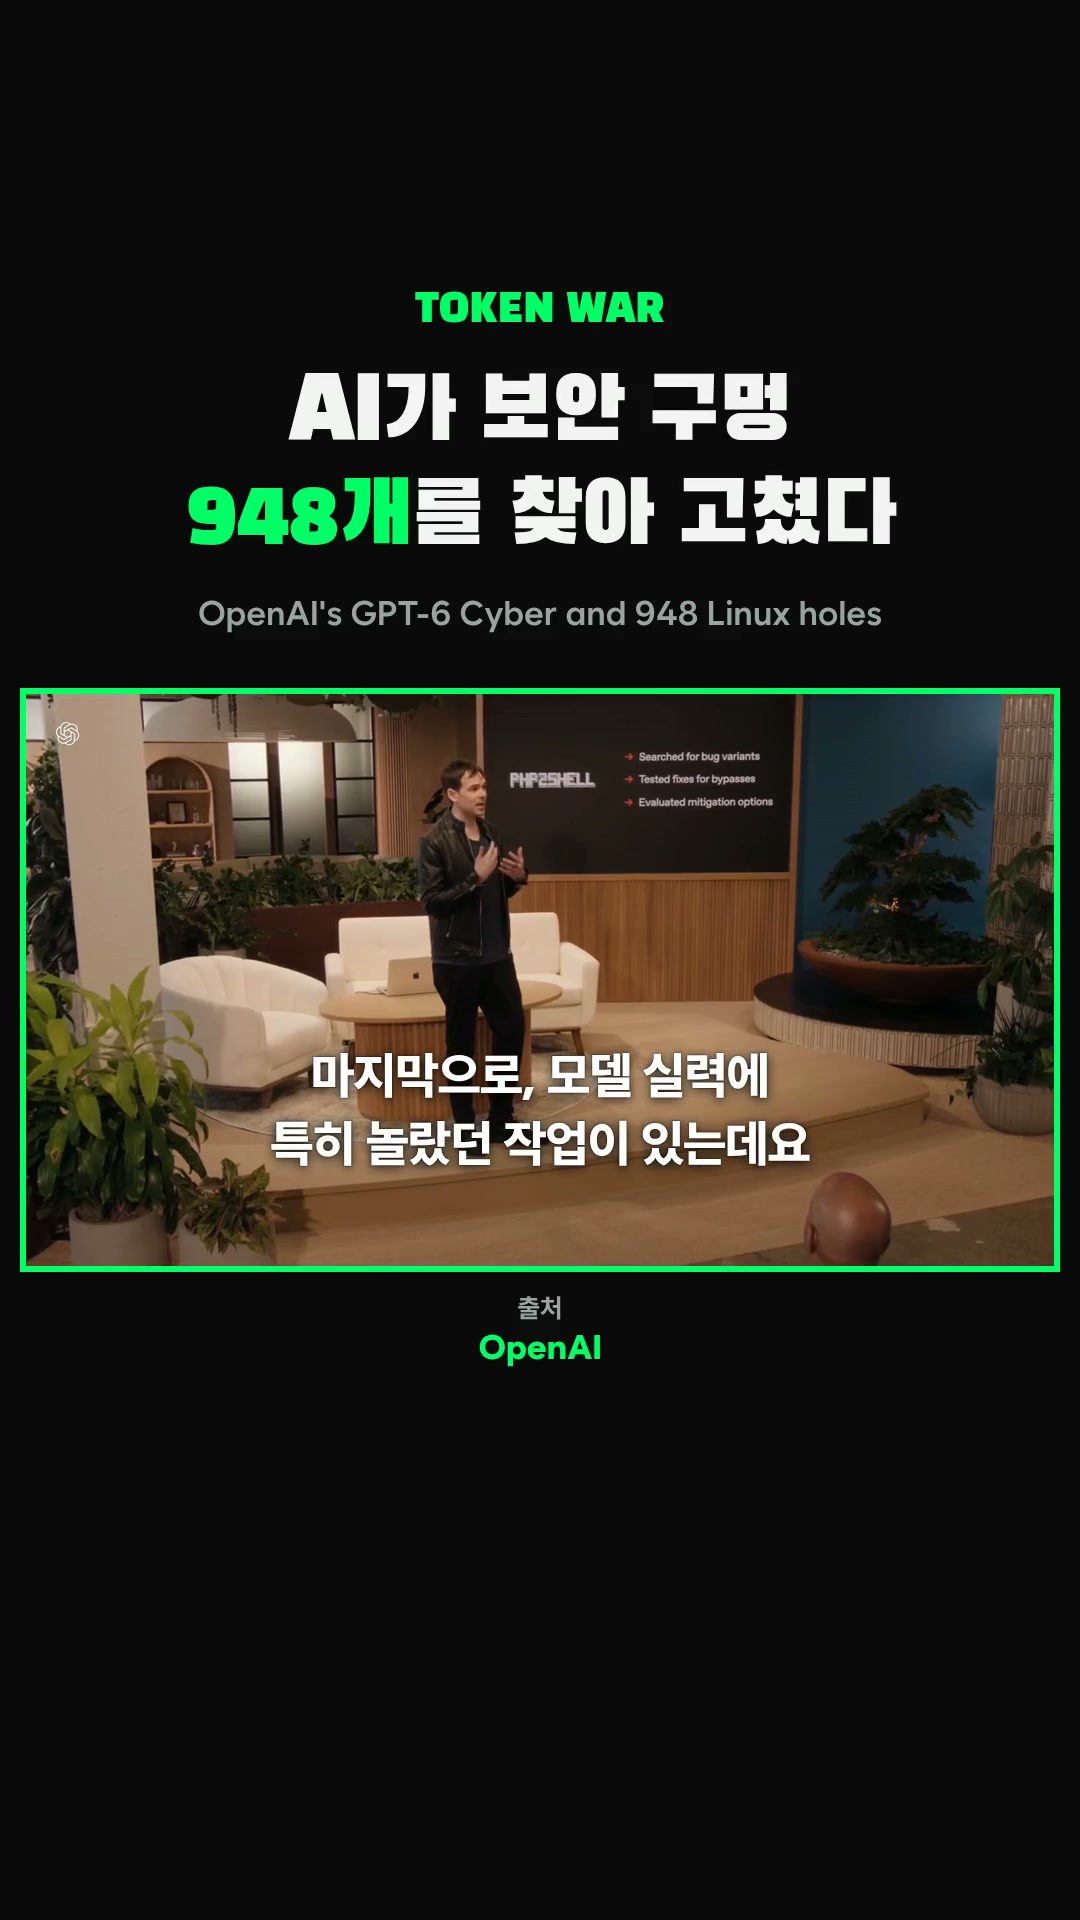 TOKEN WAR
AI가 보안 구멍
948개를 찾아 고쳤다
OpenAI's GPT-6 Cyber and 948 Linux holes
PHP2SHELL
→ Searched for bug variants
→ Tested fixes for bypasses
→ Evaluated mitigation options
마지막으로, 모델 실력에
특히 놀랐던 작업이 있는데요
출처
OpenAI